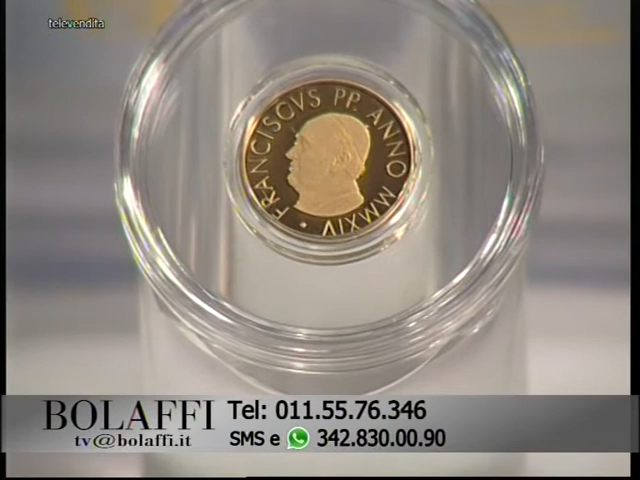 televendita
FRANCISCVS PP. ANNO MMXIV
BOLAFFI
tv@bolaffi.it
Tel: 011.55.76.346
SMS e 342.830.00.90